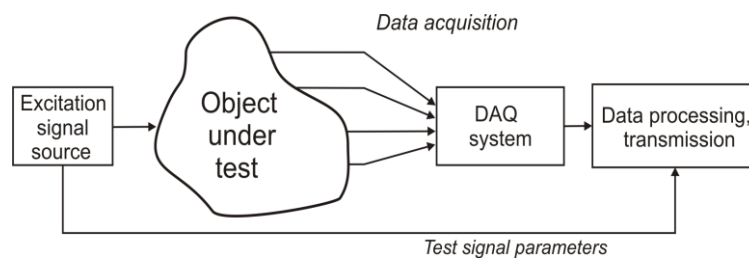 Data acquisition
Excitation
signal
source
Object
under
test
DAQ
system
Data processing,
transmission
Test signal parameters